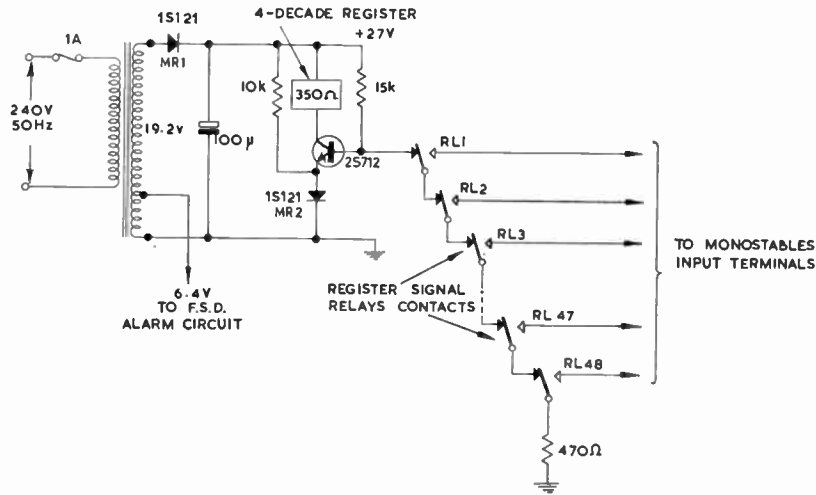 4-DECADE REGISTER
1S121
+27V
1A
MR1
10k
350Ω
15k
240V
50Hz
19.2v
100µ
2S712
RL1
1S121
MR2
RL2
RL3
TO MONOSTABLES
INPUT TERMINALS
6.4V
TO F.S.D.
ALARM CIRCUIT
REGISTER SIGNAL
RELAYS CONTACTS
RL 47
RL48
470Ω